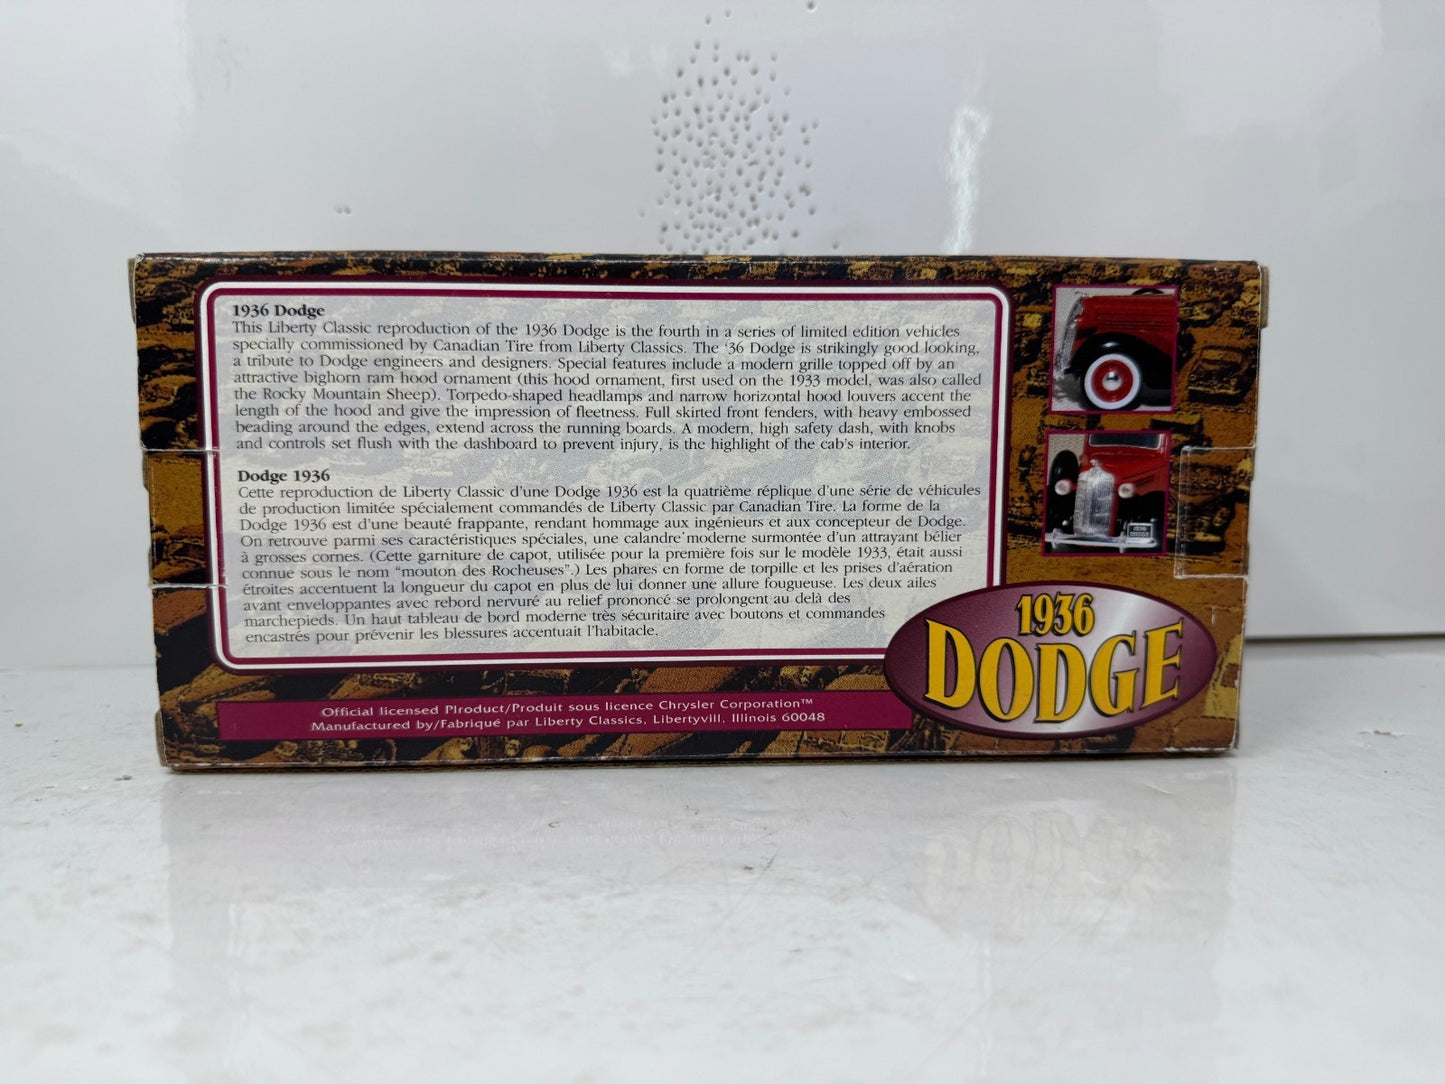 1936 Dodge
This Liberty Classic reproduction of the 1936 Dodge is the fourth in a series of limited edition vehicles
specially commissioned by Canadian Tire from Liberty Classics. The ‘36 Dodge is strikingly good looking,
a tribute to Dodge engineers and designers. Special features include a modern grille topped off by an
attractive bighorn ram hood ornament (this hood ornament, first used on the 1933 model, was also called
the Rocky Mountain Sheep). Torpedo-shaped headlamps and narrow horizontal hood louvers accent the
length of the hood and give the impression of fleetness. Full skirted front fenders, with heavy embossed
beading around the edges, extend across the running boards. A modern, high safety dash, with knobs
and controls set flush with the dashboard to prevent injury, is the highlight of the cab's interior.
Dodge 1936
Cette reproduction de Liberty Classic d'une Dodge 1936 est la quatrième réplique d'une série de véhicules
de production limitée spécialement commandés de Liberty Classic par Canadian Tire. La forme de la
Dodge 1936 est d'une beauté frappante, rendant hommage aux ingénieurs et aux concepteur de Dodge.
On retrouve parmi ses caractéristiques spéciales, une calandre moderne surmontée d'un attrayant bélier
à grosses cornes. (Cette garniture de capot, utilisée pour la première fois sur le modèle 1933, était aussi
connue sous le nom “mouton des Rocheuses”.) Les phares en forme de torpille et les prises d'aération
étroites accentuent la longueur du capot en plus de lui donner une allure fougueuse. Les deux ailes
avant enveloppantes avec rebord nervuré au relief prononcé se prolongent au delà des
marchepieds. Un haut tableau de bord moderne très sécuritaire avec boutons et commandes
encastrés pour prévenir les blessures accentuait l'habitacle.
1936
DODGE
1936
DODGE
Official licensed Plroduct/Produit sous licence Chrysler Corporation™
Manufactured by/Fabriqué par Liberty Classics, Libertyvill, Illinois 60048